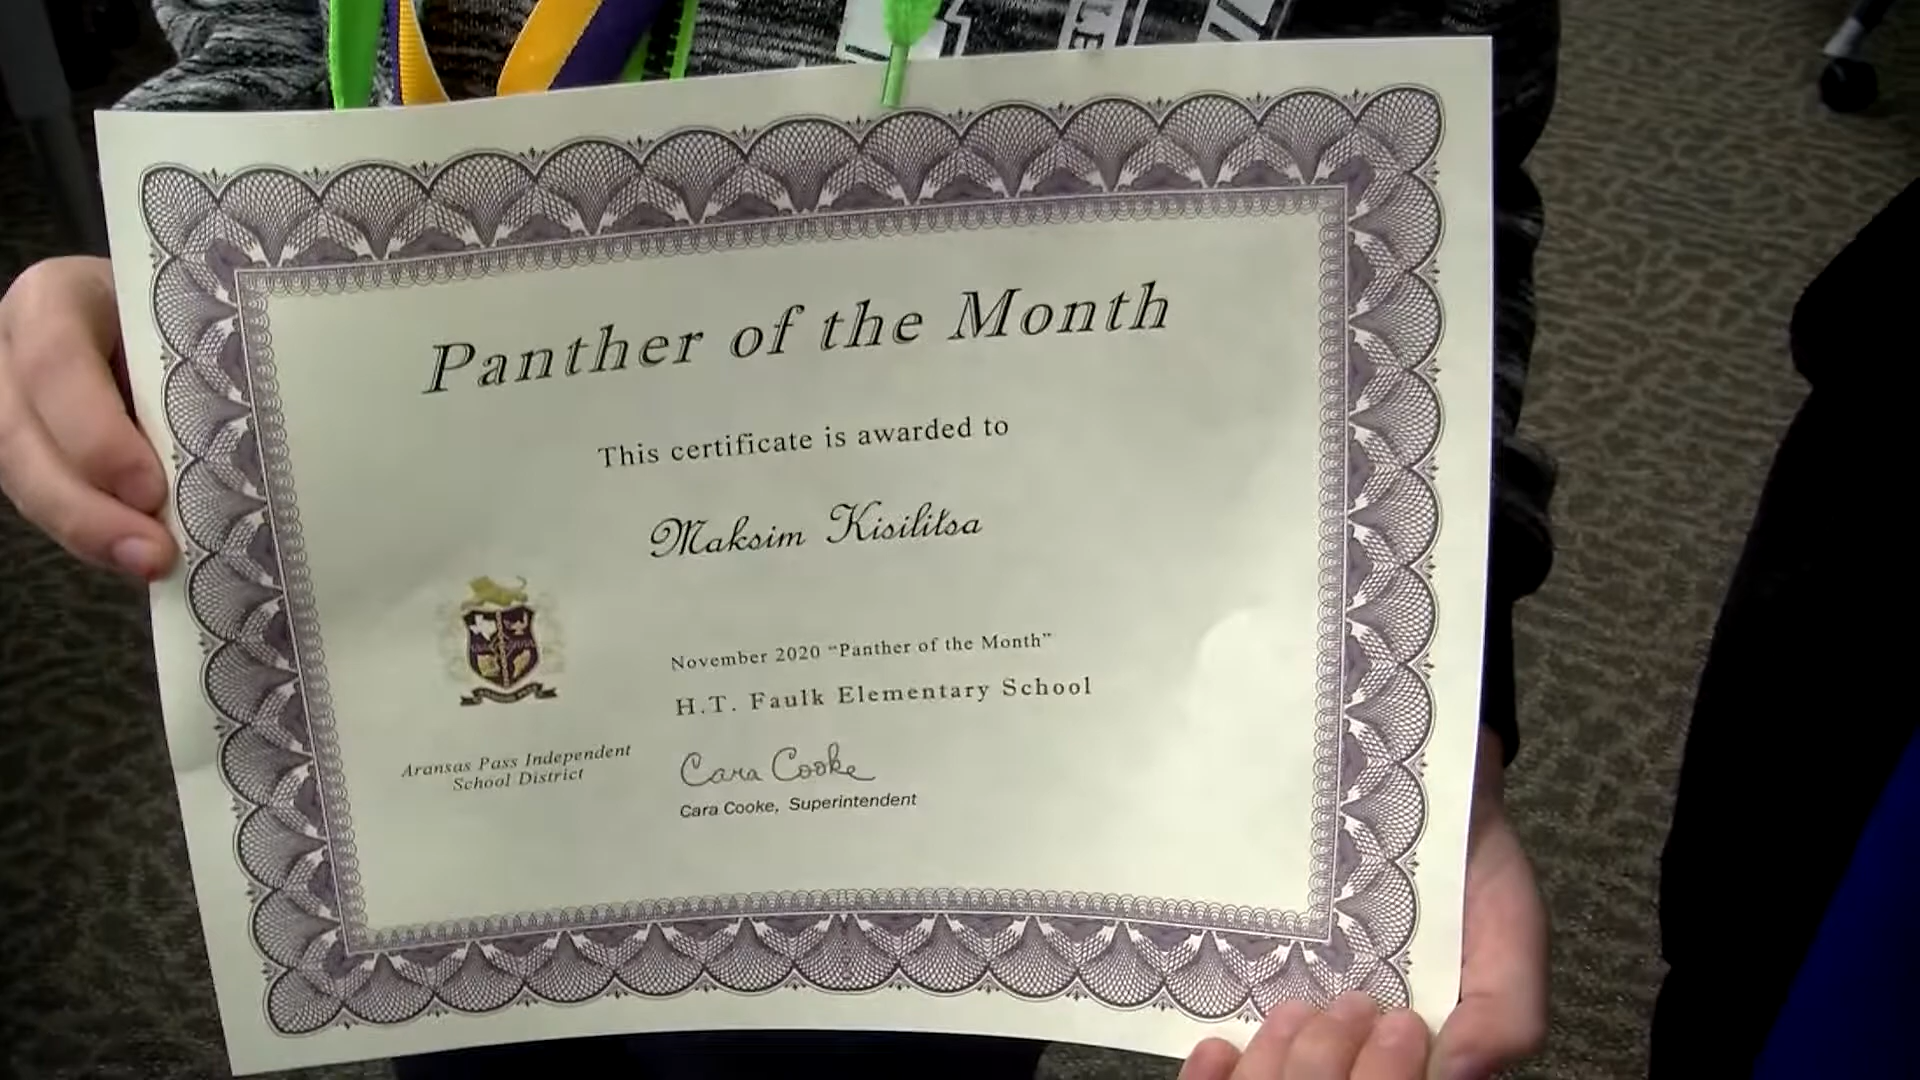 Panther of the Month
This certificate is awarded to
Maksim Kisilitsa
November 2020 “Panther of the Month”
H.T. Faulk Elementary School
Aransas Pass Independent
School District
Cara Cooke
Cara Cooke, Superintendent